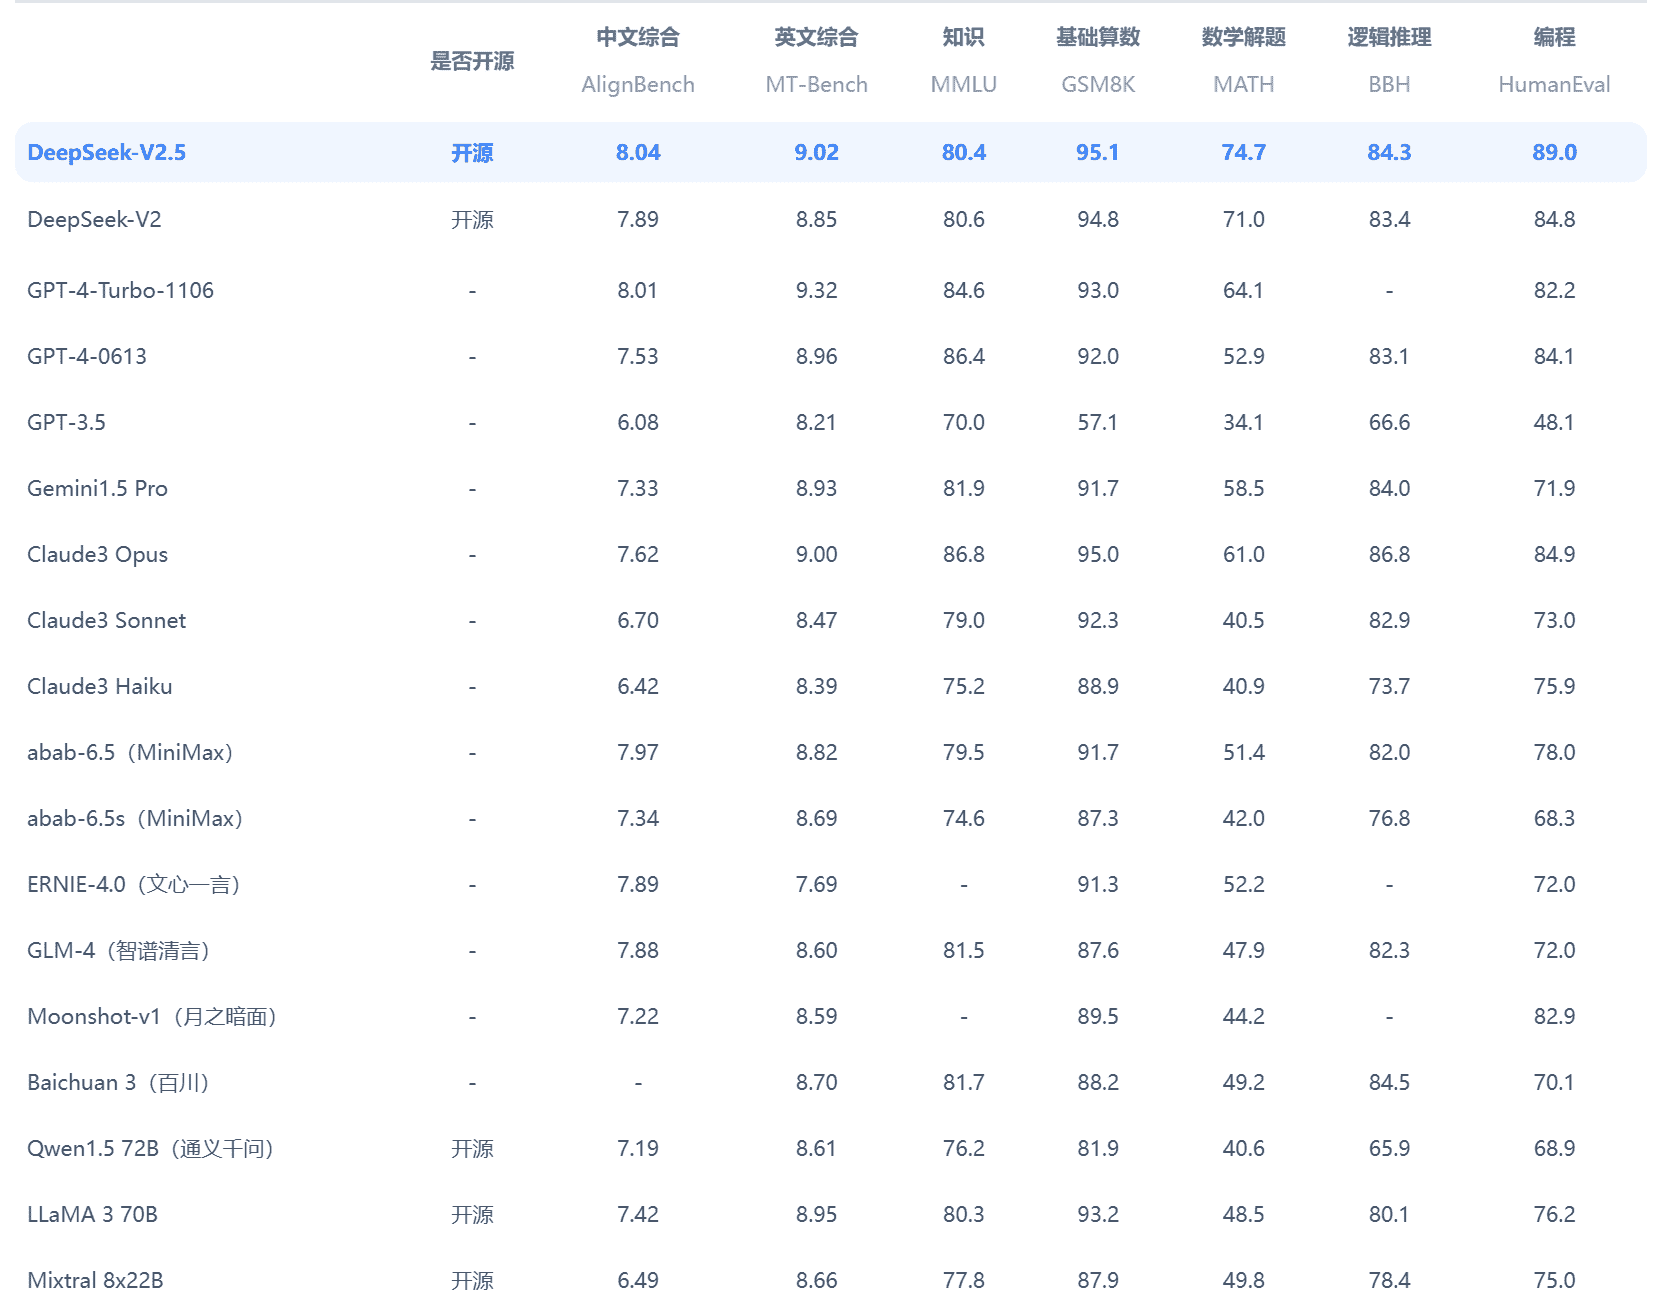 是否开源 中文综合 英文综合 知识 基础算数 数学解题 逻辑推理 编程
AlignBench MT-Bench MMLU GSM8K MATH BBH HumanEval
DeepSeek-V2.5 开源 8.04 9.02 80.4 95.1 74.7 84.3 89.0
DeepSeek-V2 开源 7.89 8.85 80.6 94.8 71.0 83.4 84.8
GPT-4-Turbo-1106 - 8.01 9.32 84.6 93.0 64.1 - 82.2
GPT-4-0613 - 7.53 8.96 86.4 92.0 52.9 83.1 84.1
GPT-3.5 - 6.08 8.21 70.0 57.1 34.1 66.6 48.1
Gemini1.5 Pro - 7.33 8.93 81.9 91.7 58.5 84.0 71.9
Claude3 Opus - 7.62 9.00 86.8 95.0 61.0 86.8 84.9
Claude3 Sonnet - 6.70 8.47 79.0 92.3 40.5 82.9 73.0
Claude3 Haiku - 6.42 8.39 75.2 88.9 40.9 73.7 75.9
abab-6.5（MiniMax） - 7.97 8.82 79.5 91.7 51.4 82.0 78.0
abab-6.5s（MiniMax） - 7.34 8.69 74.6 87.3 42.0 76.8 68.3
ERNIE-4.0（文心一言） - 7.89 7.69 - 91.3 52.2 - 72.0
GLM-4（智谱清言） - 7.88 8.60 81.5 87.6 47.9 82.3 72.0
Moonshot-v1（月之暗面） - 7.22 8.59 - 89.5 44.2 - 82.9
Baichuan 3（百川） - - 8.70 81.7 88.2 49.2 84.5 70.1
Qwen1.5 72B（通义千问） 开源 7.19 8.61 76.2 81.9 40.6 65.9 68.9
LLaMA 3 70B 开源 7.42 8.95 80.3 93.2 48.5 80.1 76.2
Mixtral 8x22B 开源 6.49 8.66 77.8 87.9 49.8 78.4 75.0